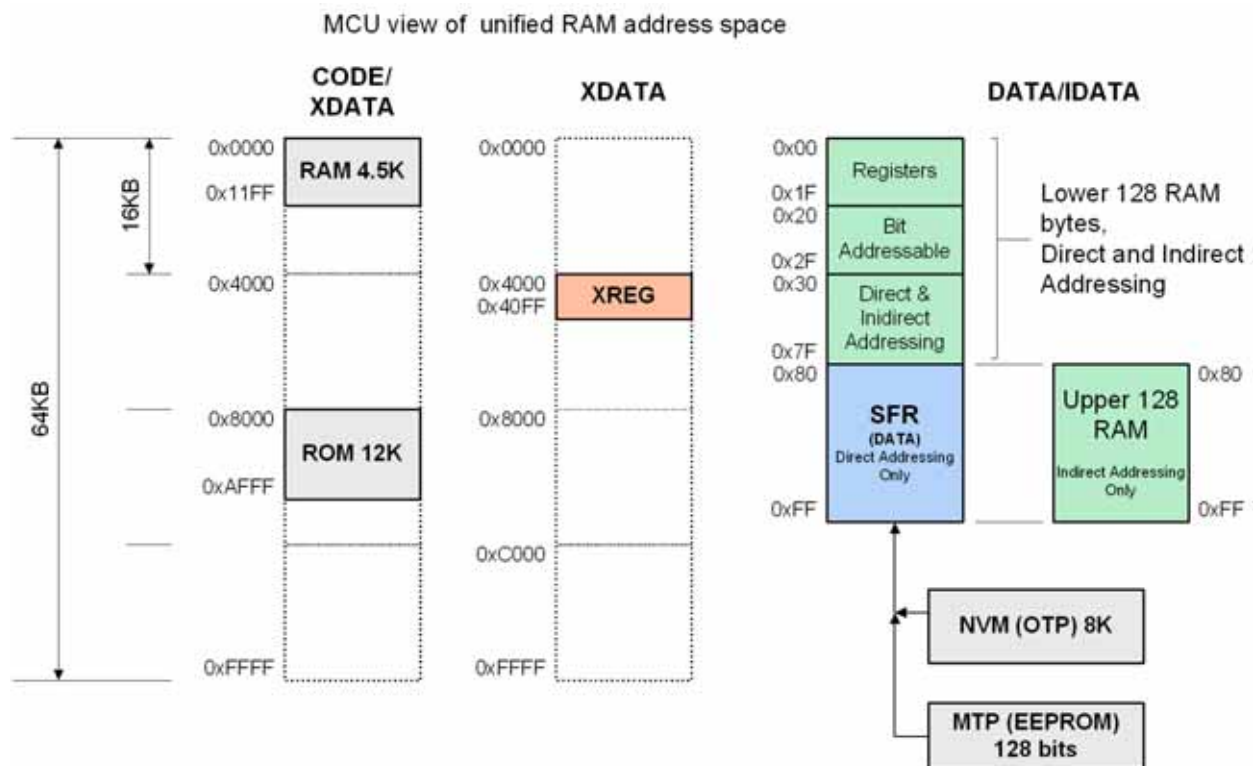 MCU view of unified RAM address space
CODE/
XDATA
XDATA
DATA/IDATA
0x0000
RAM 4.5K
0x11FF
16KB
0x4000
64KB
0x8000
ROM 12K
0xAFFF
0xFFFF
0x0000
0x4000
XREG
0x40FF
0x8000
0xC000
0xFFFF
0x00
Registers
0x1F
0x20
Bit
Addressable
0x2F
0x30
Direct &
Inidirect
Addressing
0x7F
Lower 128 RAM
bytes,
Direct and Indirect
Addressing
0x80
SFR
(DATA)
Direct Addressing
Only
0xFF
0x80
Upper 128
RAM
Indirect Addressing
Only
0xFF
NVM (OTP) 8K
MTP (EEPROM)
128 bits